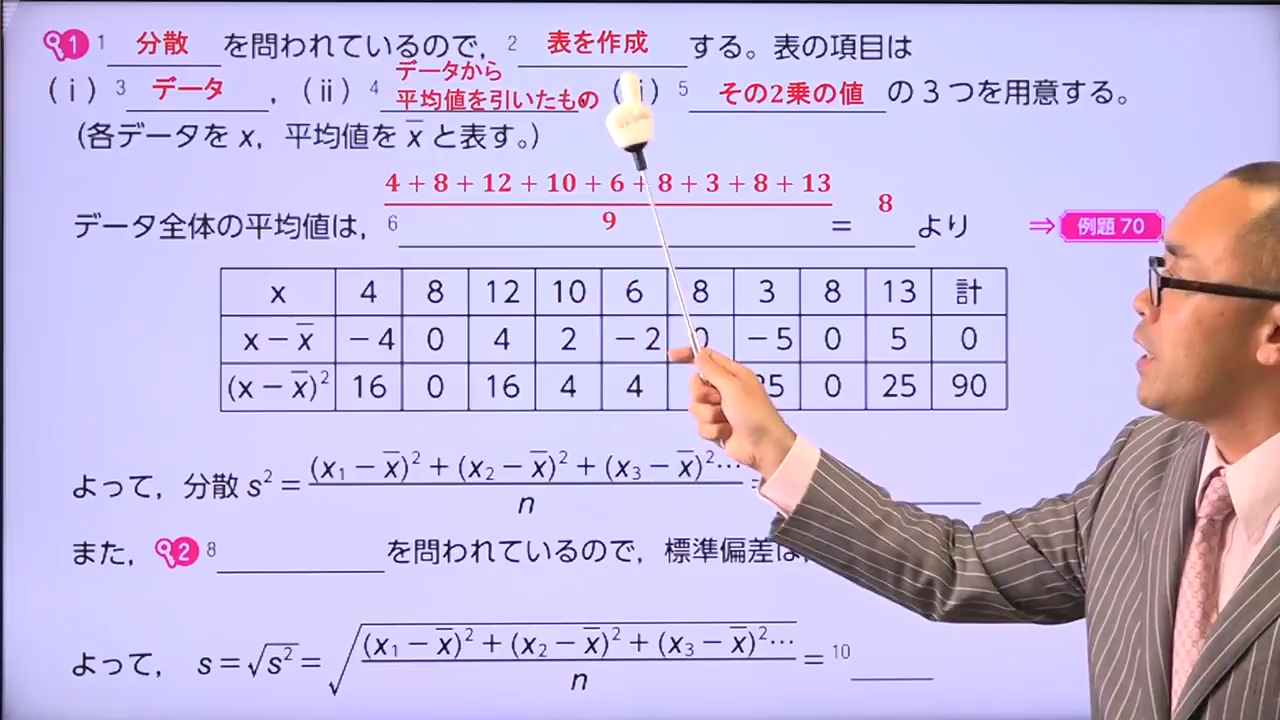 1 1 分散 を問われているので, 2 表を作成 する。表の項目は
(ⅰ) 3 データ , (ⅱ) 4 データから平均値を引いたもの 5 その2乗の値 の3つを用意する。
(各データを x, 平均値を x̄ と表す。)
データ全体の平均値は, 6 4+8+12+10+6+8+3+8+13 / 9 = 8 より ⇒ 例題 70
x 4 8 12 10 6 8 3 8 13 計
x − x̄ −4 0 4 2 −2 0 −5 0 5 0
(x − x̄)² 16 0 16 4 4 0 25 90
よって, 分散 s² = (x₁ − x̄)² + (x₂ − x̄)² + (x₃ − x̄)²… / n =
また, 2 8 を問われているので, 標準偏差は,
よって, s = √s² = √((x₁ − x̄)² + (x₂ − x̄)² + (x₃ − x̄)²… / n) = 10